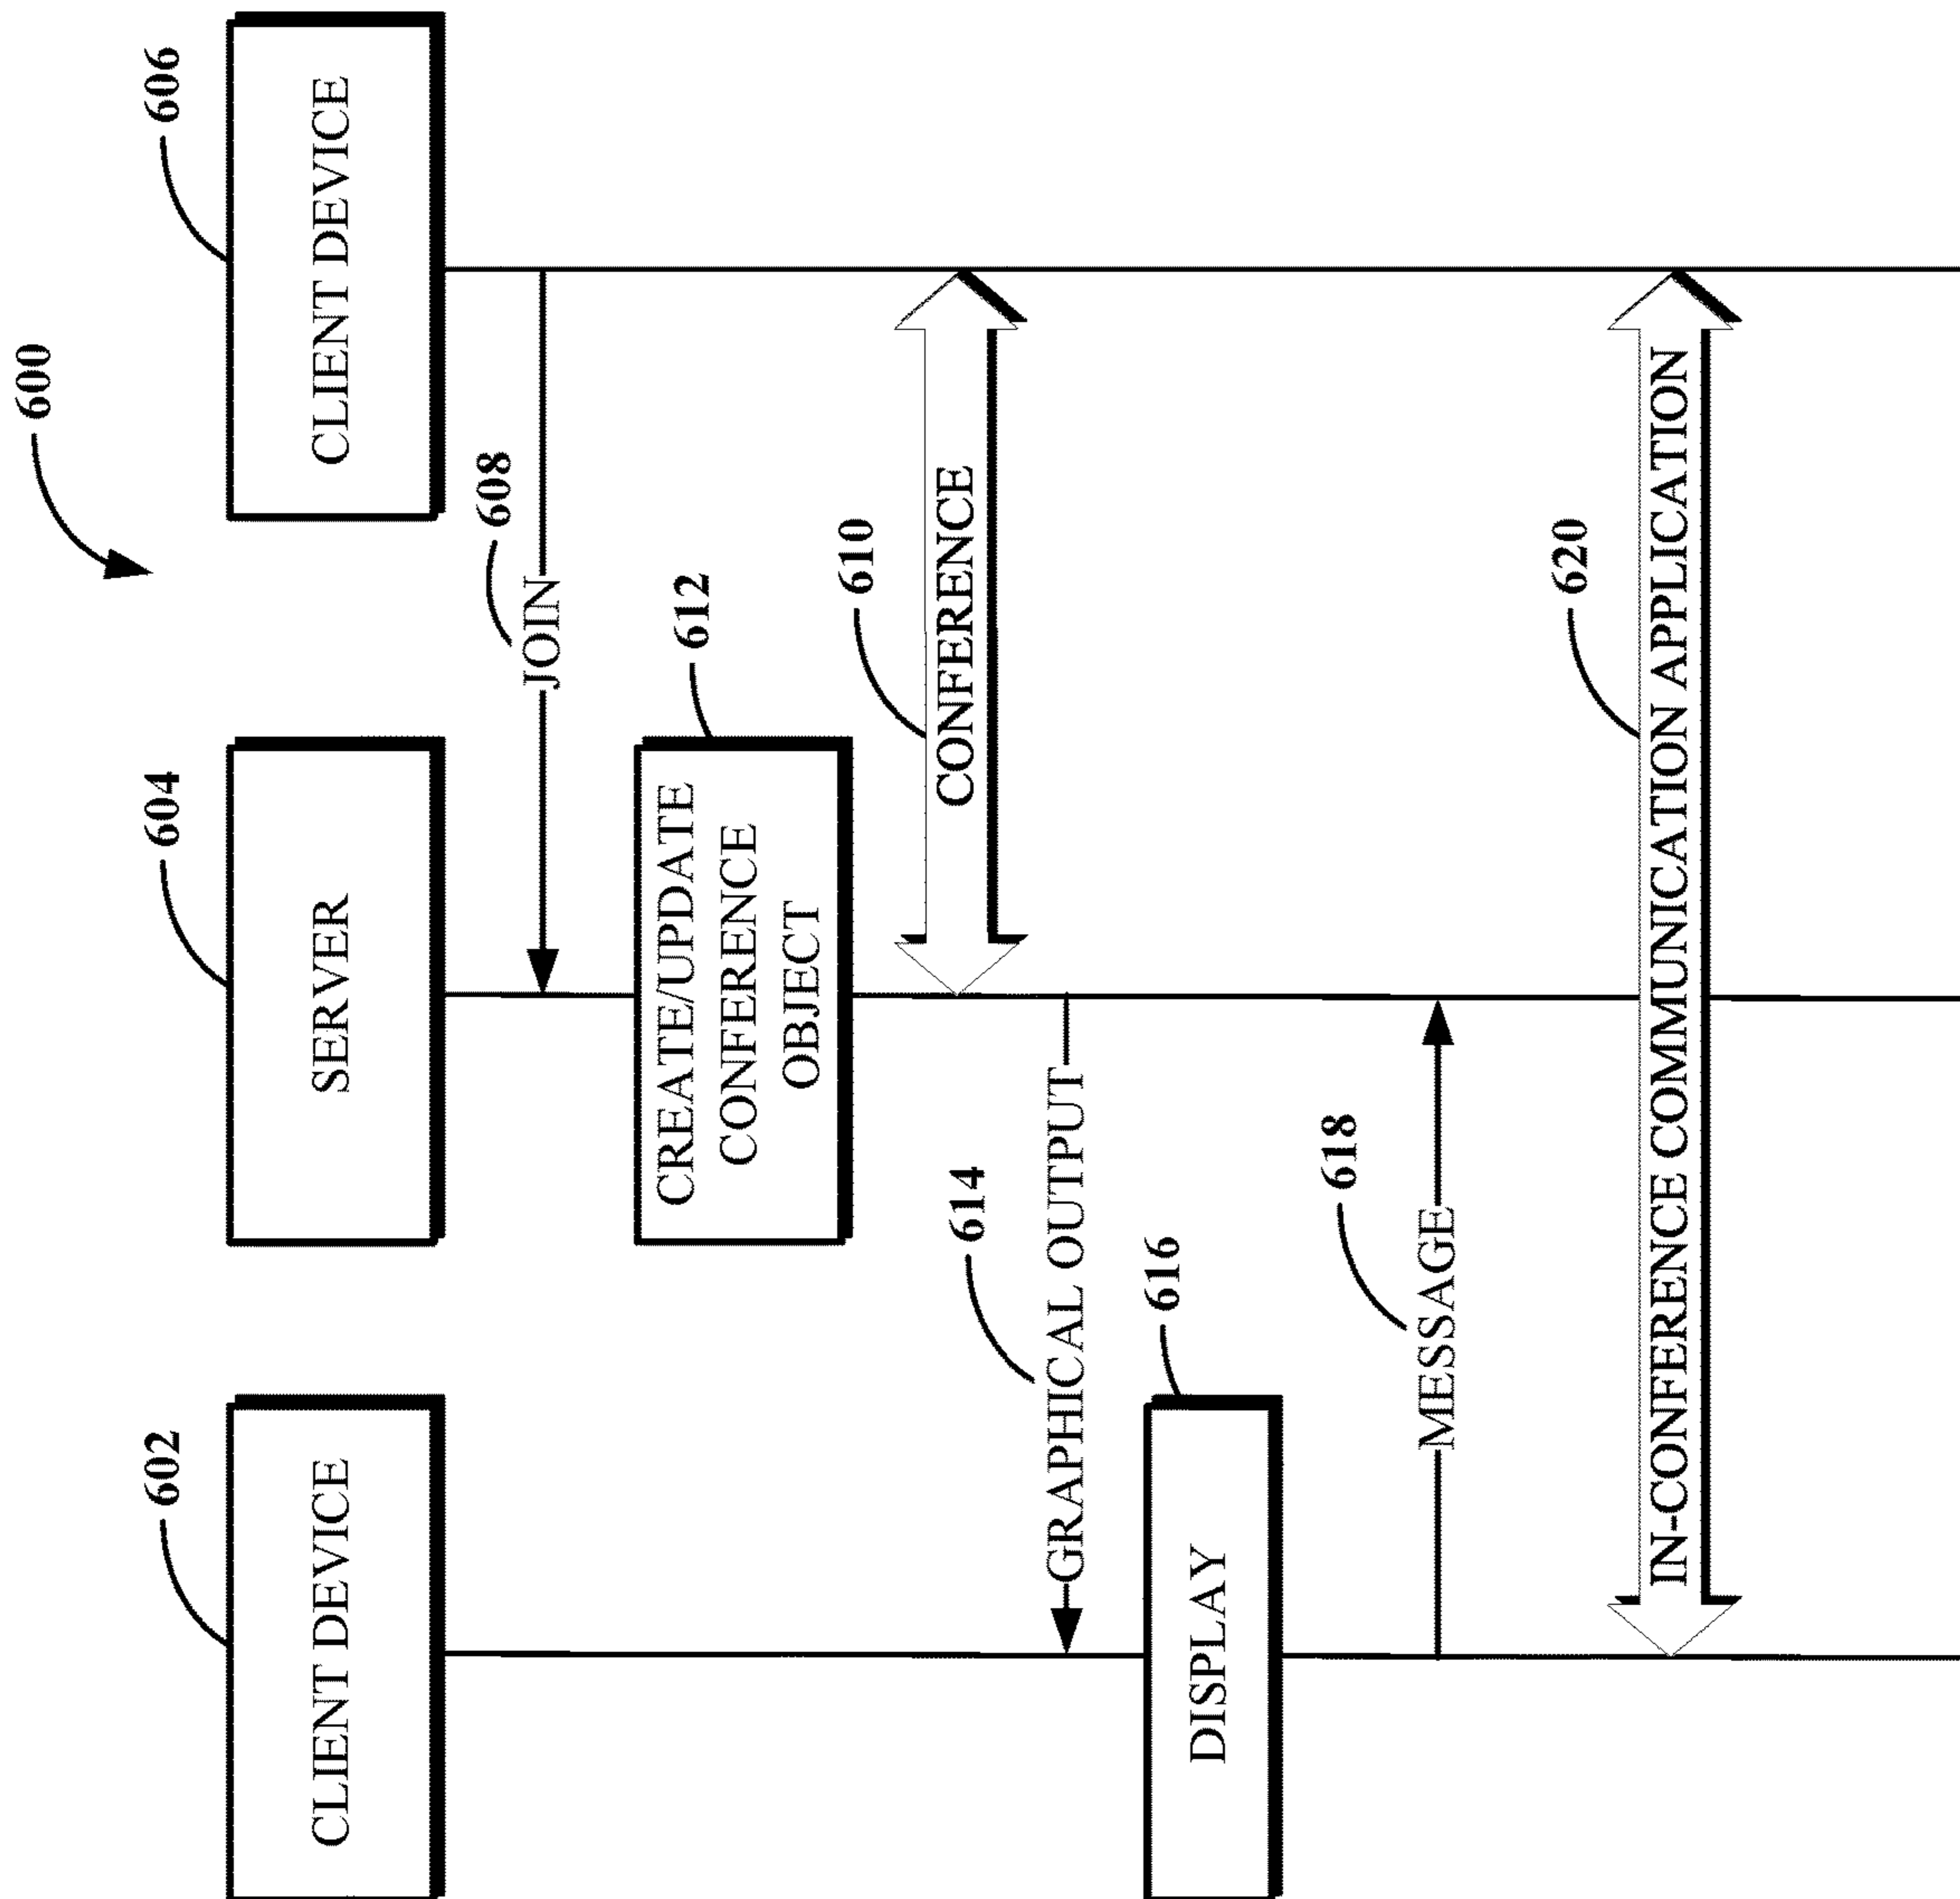 600
602
604
606
CLIENT DEVICE
SERVER
CLIENT DEVICE
608
JOIN
612
CREATE/UPDATE
CONFERENCE
OBJECT
610
CONFERENCE
614
GRAPHICAL OUTPUT
616
DISPLAY
618
MESSAGE
620
IN-CONFERENCE COMMUNICATION APPLICATION